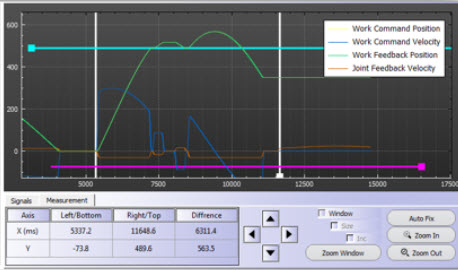 600
400
200
0
5000
7500
10000
12500
15000
17500
Work Command Position
Work Command Velocity
Work Feedback Position
Joint Feedback Velocity
Signals Measurement
Axis Left/Bottom Right/Top Diffrence
X (ms) 5337.2 11648.6 6311.4
Y -73.8 489.6 563.5
Window
Size
Inc
Zoom Window
Auto Fix
Zoom In
Zoom Out